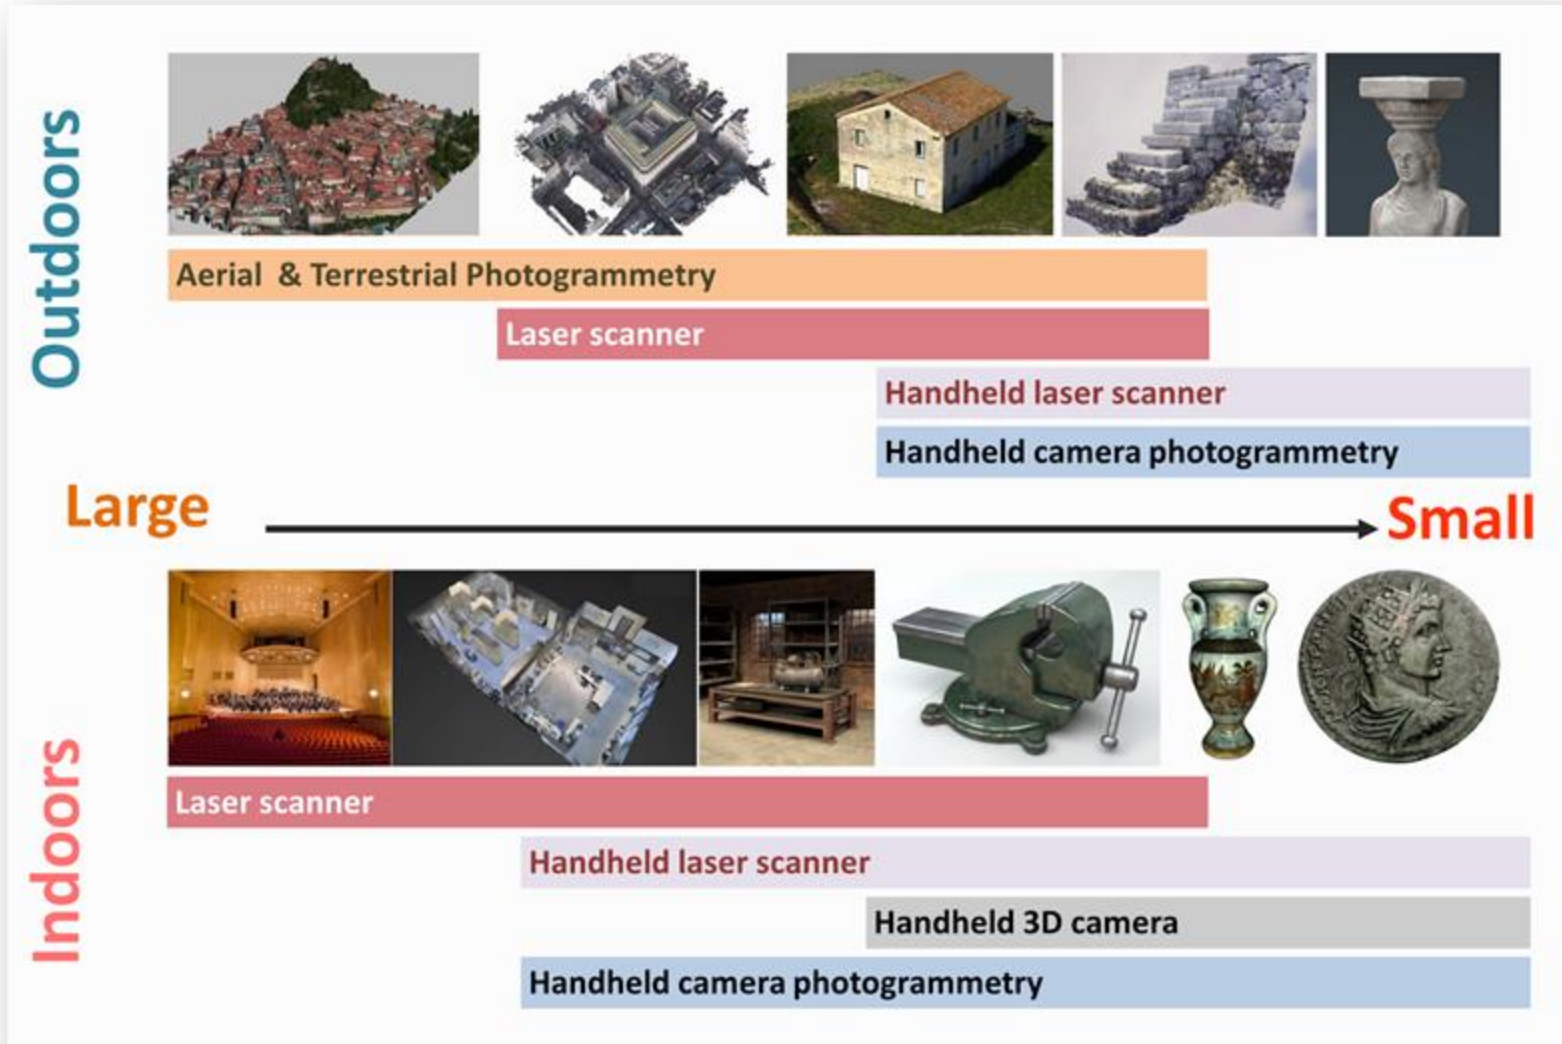 Outdoors
Aerial & Terrestrial Photogrammetry
Laser scanner
Handheld laser scanner
Handheld camera photogrammetry
Large
Small
Indoors
Laser scanner
Handheld laser scanner
Handheld 3D camera
Handheld camera photogrammetry